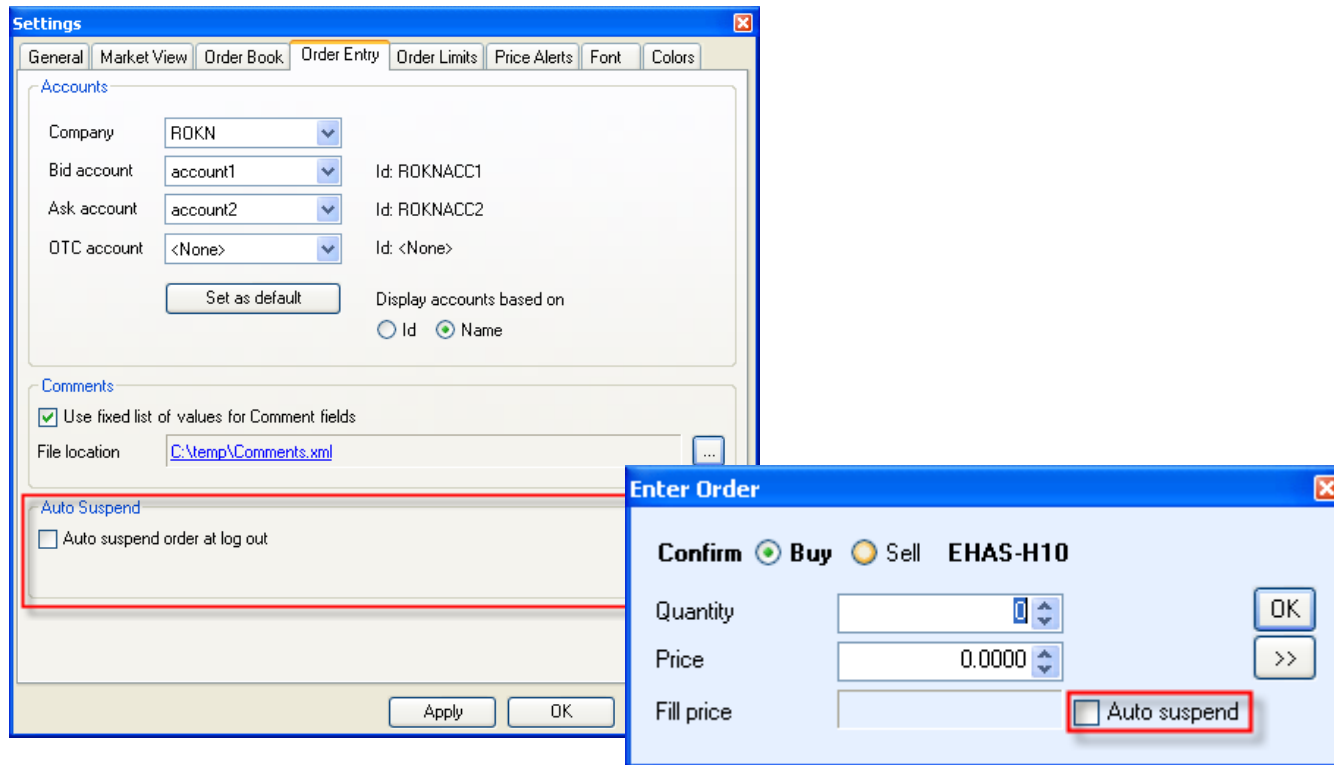 Settings
General Market View Order Book Order Entry Order Limits Price Alerts Font Colors
Accounts
Company ROKN
Bid account account1 Id: ROKNACC1
Ask account account2 Id: ROKNACC2
OTC account <None> Id: <None>
Set as default Display accounts based on
Id Name
Comments
Use fixed list of values for Comment fields
File location C:\temp\Comments.xml ...
Auto Suspend
Auto suspend order at log out
Apply OK
Enter Order
Confirm Buy Sell EHAS-H10
Quantity 0 OK
Price 0.0000 >>
Fill price Auto suspend